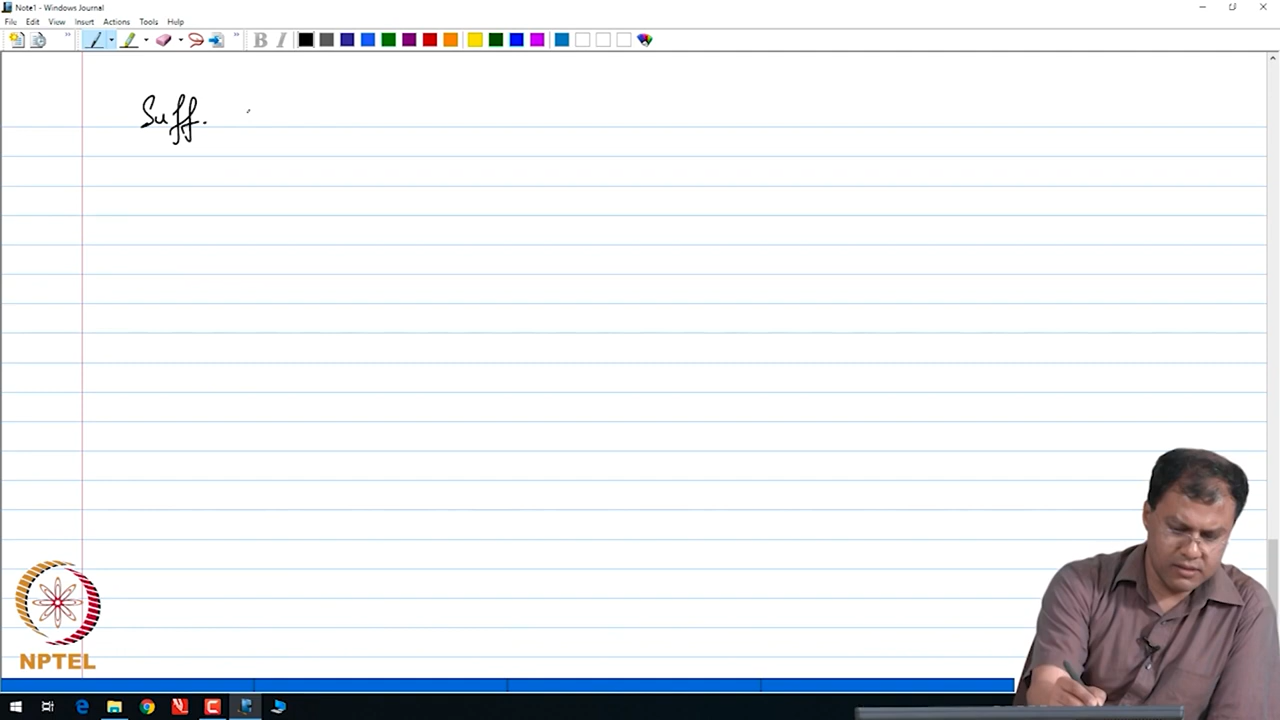 Note1 - Windows Journal
File Edit View Insert Actions Tools Help
B I
Suff.
NPTEL